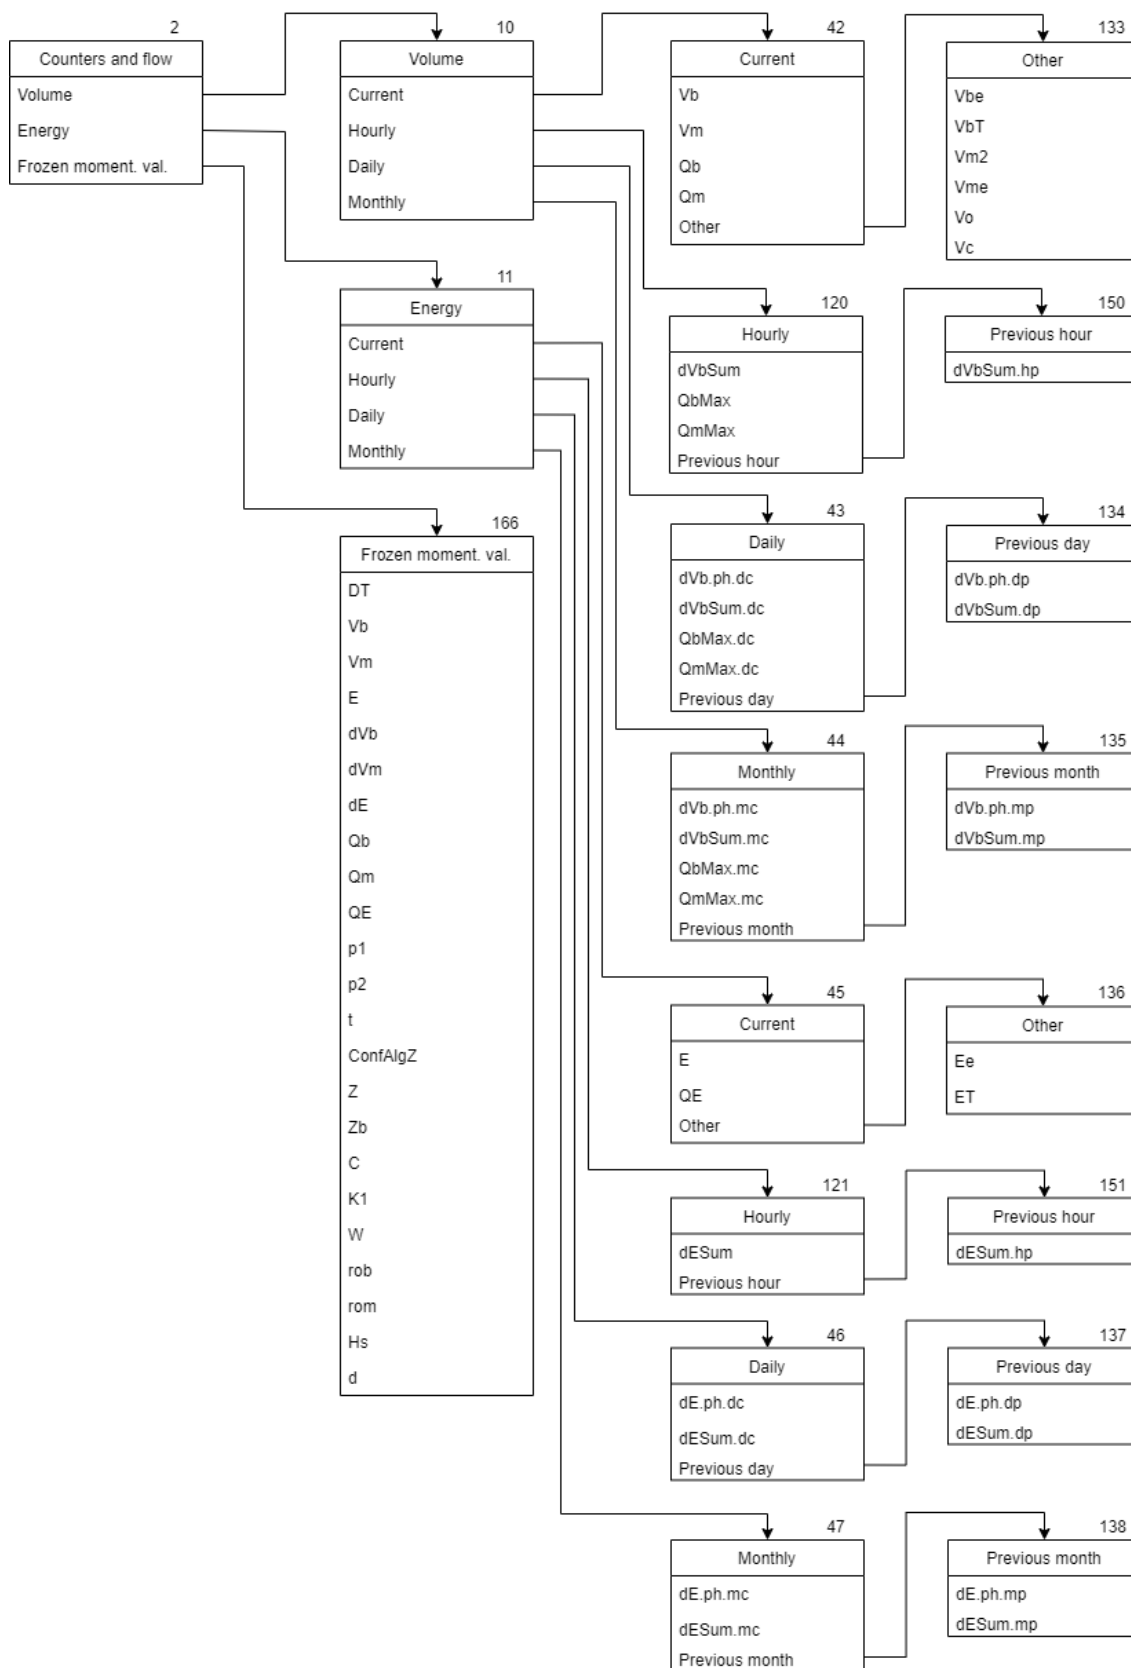 2
Counters and flow
Volume
Energy
Frozen moment. val.
10
Volume
Current
Hourly
Daily
Monthly
11
Energy
Current
Hourly
Daily
Monthly
166
Frozen moment. val.
DT
Vb
Vm
E
dVb
dVm
dE
Qb
Qm
QE
p1
p2
t
ConfAlgZ
Z
Zb
C
K1
W
rob
rom
Hs
d
42
Current
Vb
Vm
Qb
Qm
Other
133
Other
Vbe
VbT
Vm2
Vme
Vo
Vc
120
Hourly
dVbSum
QbMax
QmMax
Previous hour
150
Previous hour
dVbSum.hp
43
Daily
dVb.ph.dc
dVbSum.dc
QbMax.dc
QmMax.dc
Previous day
134
Previous day
dVb.ph.dp
dVbSum.dp
44
Monthly
dVb.ph.mc
dVbSum.mc
QbMax.mc
QmMax.mc
Previous month
135
Previous month
dVb.ph.mp
dVbSum.mp
45
Current
E
QE
Other
136
Other
Ee
ET
121
Hourly
dESum
Previous hour
151
Previous hour
dESum.hp
46
Daily
dE.ph.dc
dESum.dc
Previous day
137
Previous day
dE.ph.dp
dESum.dp
47
Monthly
dE.ph.mc
dESum.mc
Previous month
138
Previous month
dE.ph.mp
dESum.mp